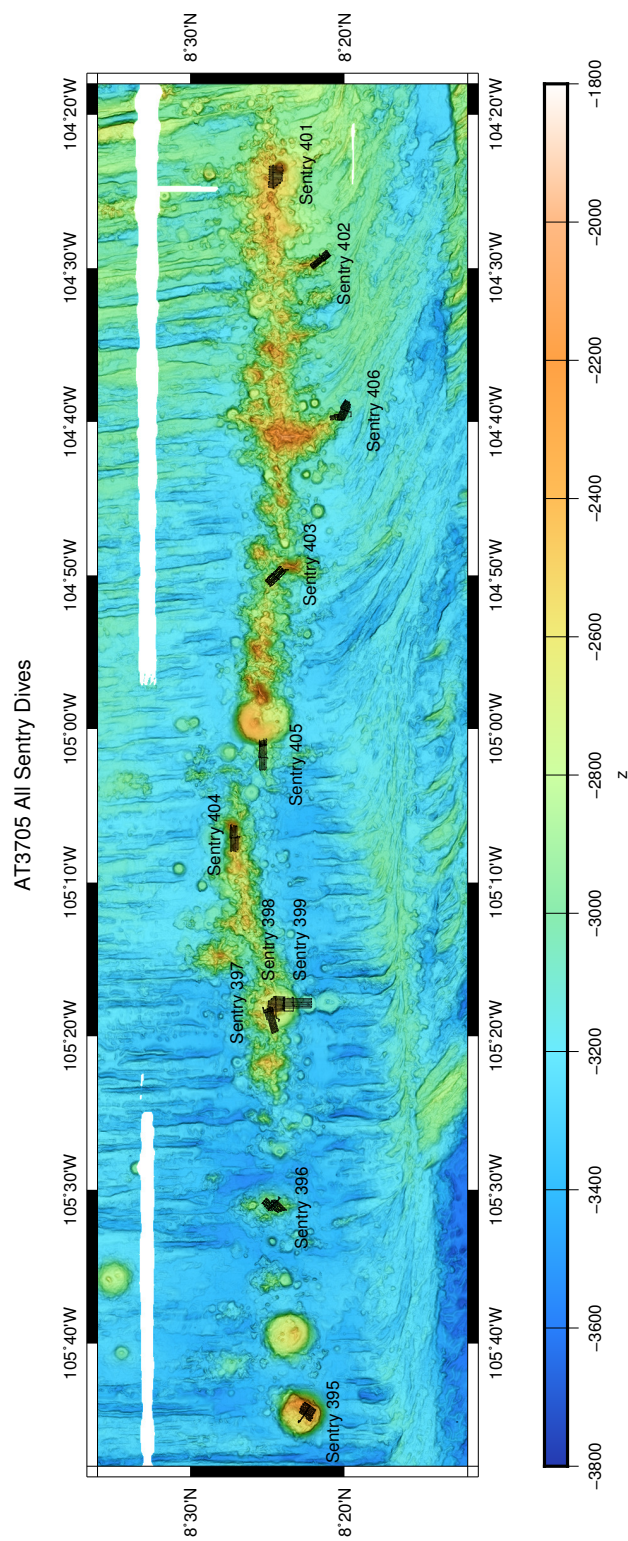 AT3705 All Sentry Dives
8˚30'N
8˚20'N
105˚40'W
105˚30'W
105˚20'W
105˚10'W
105˚00'W
104˚50'W
104˚40'W
104˚30'W
104˚20'W
Sentry 395
Sentry 396
Sentry 397
Sentry 398
Sentry 399
Sentry 404
Sentry 405
Sentry 403
Sentry 406
Sentry 402
Sentry 401
105˚40'W
105˚30'W
105˚20'W
105˚10'W
105˚00'W
104˚50'W
104˚40'W
104˚30'W
104˚20'W
8˚30'N
8˚20'N
−3800
−3600
−3400
−3200
−3000
−2800
−2600
−2400
−2200
−2000
−1800
z